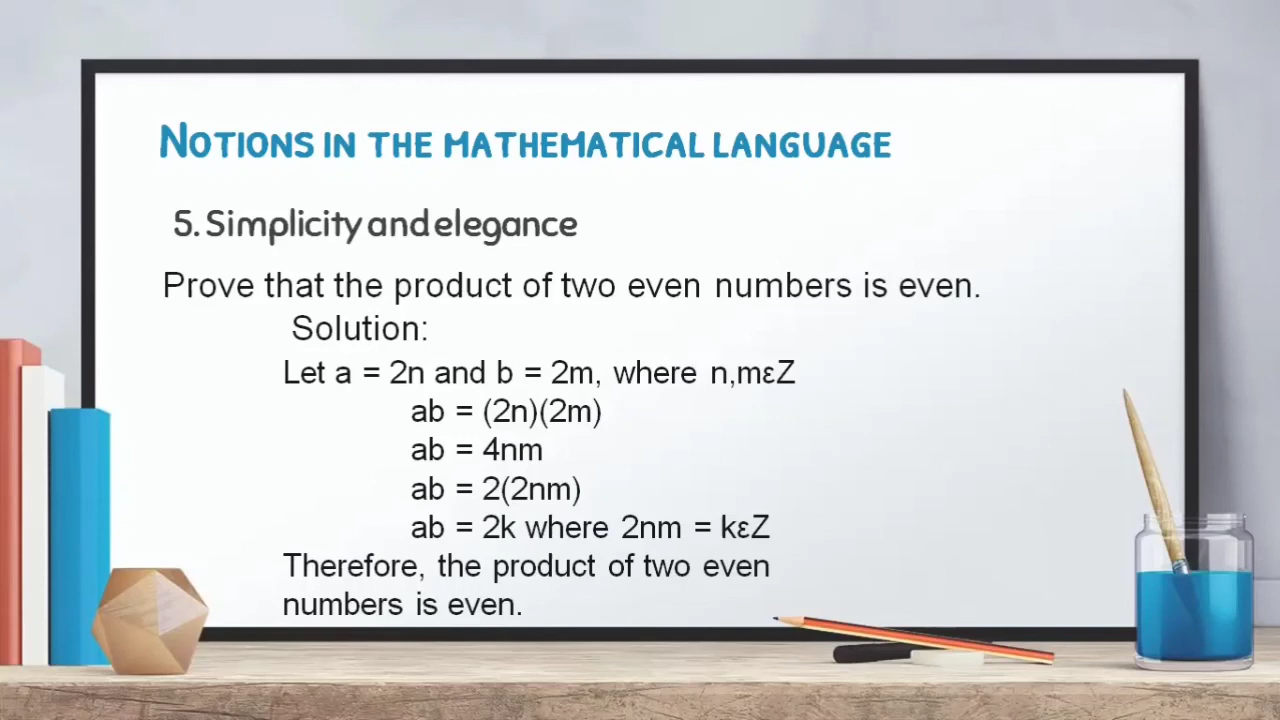 NOTIONS IN THE MATHEMATICAL LANGUAGE
5. Simplicity and elegance
Prove that the product of two even numbers is even.
Solution:
Let a = 2n and b = 2m, where n,mεZ
ab = (2n)(2m)
ab = 4nm
ab = 2(2nm)
ab = 2k where 2nm = kεZ
Therefore, the product of two even
numbers is even.